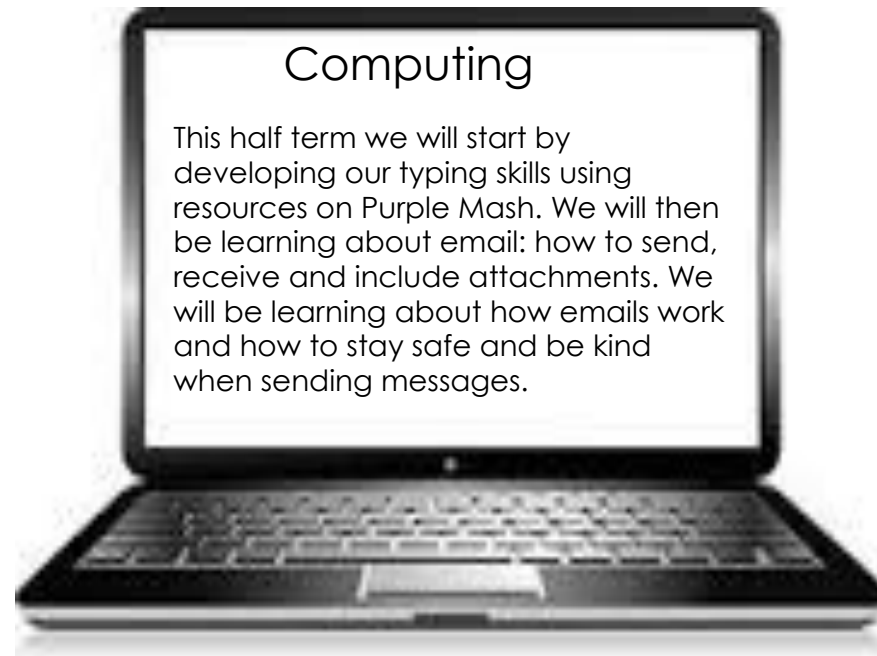 Computing
This half term we will start by
developing our typing skills using
resources on Purple Mash. We will then
be learning about email: how to send,
receive and include attachments. We
will be learning about how emails work
and how to stay safe and be kind
when sending messages.